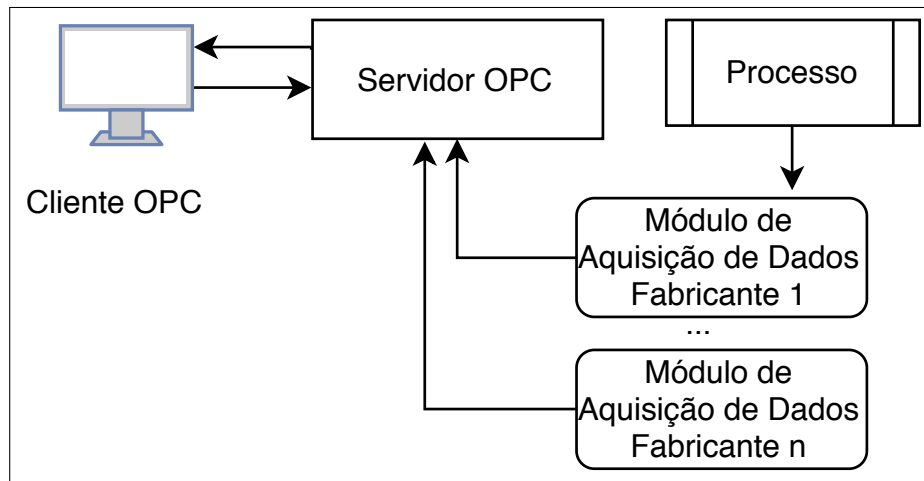 Servidor OPC
Processo
Cliente OPC
Módulo de
Aquisição de Dados
Fabricante 1
...
Módulo de
Aquisição de Dados
Fabricante n